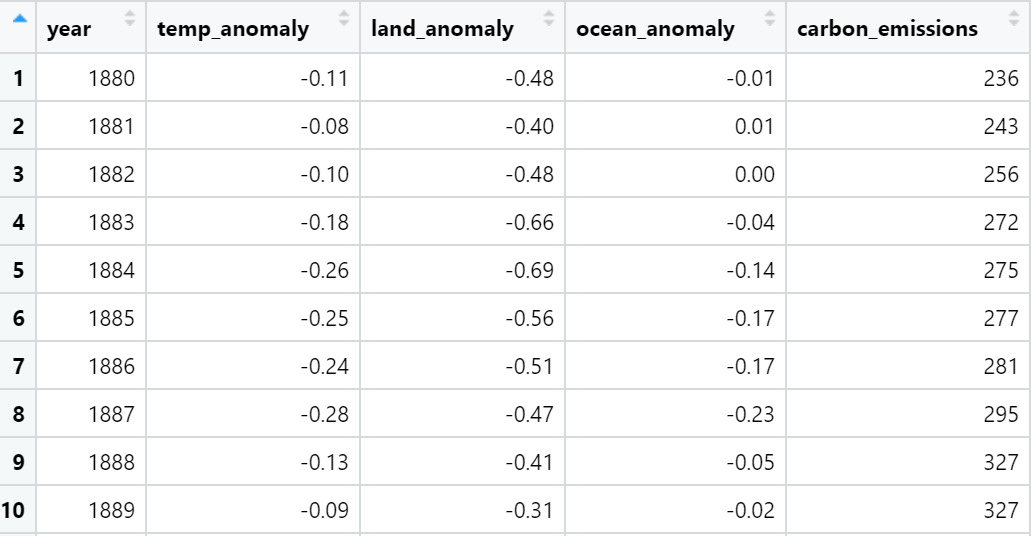 year temp_anomaly land_anomaly ocean_anomaly carbon_emissions
1 1880 -0.11 -0.48 -0.01 236
2 1881 -0.08 -0.40 0.01 243
3 1882 -0.10 -0.48 0.00 256
4 1883 -0.18 -0.66 -0.04 272
5 1884 -0.26 -0.69 -0.14 275
6 1885 -0.25 -0.56 -0.17 277
7 1886 -0.24 -0.51 -0.17 281
8 1887 -0.28 -0.47 -0.23 295
9 1888 -0.13 -0.41 -0.05 327
10 1889 -0.09 -0.31 -0.02 327